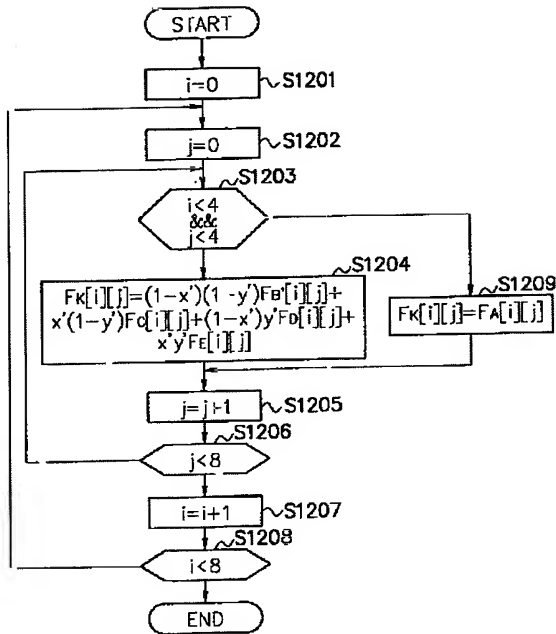 START
i=0
S1201
j=0
S1202
S1203
i<4
&&
j<4
S1204
FK[i][j]=(1-x')(1-y')FB'[i][j]+
x'(1-y')FC[i][j]+(1-x')y'FD[i][j]+
x'y'FE[i][j]
S1209
FK[i][j]=FA[i][j]
j=j+1
S1205
S1206
j<8
i=i+1
S1207
S1208
i<8
END